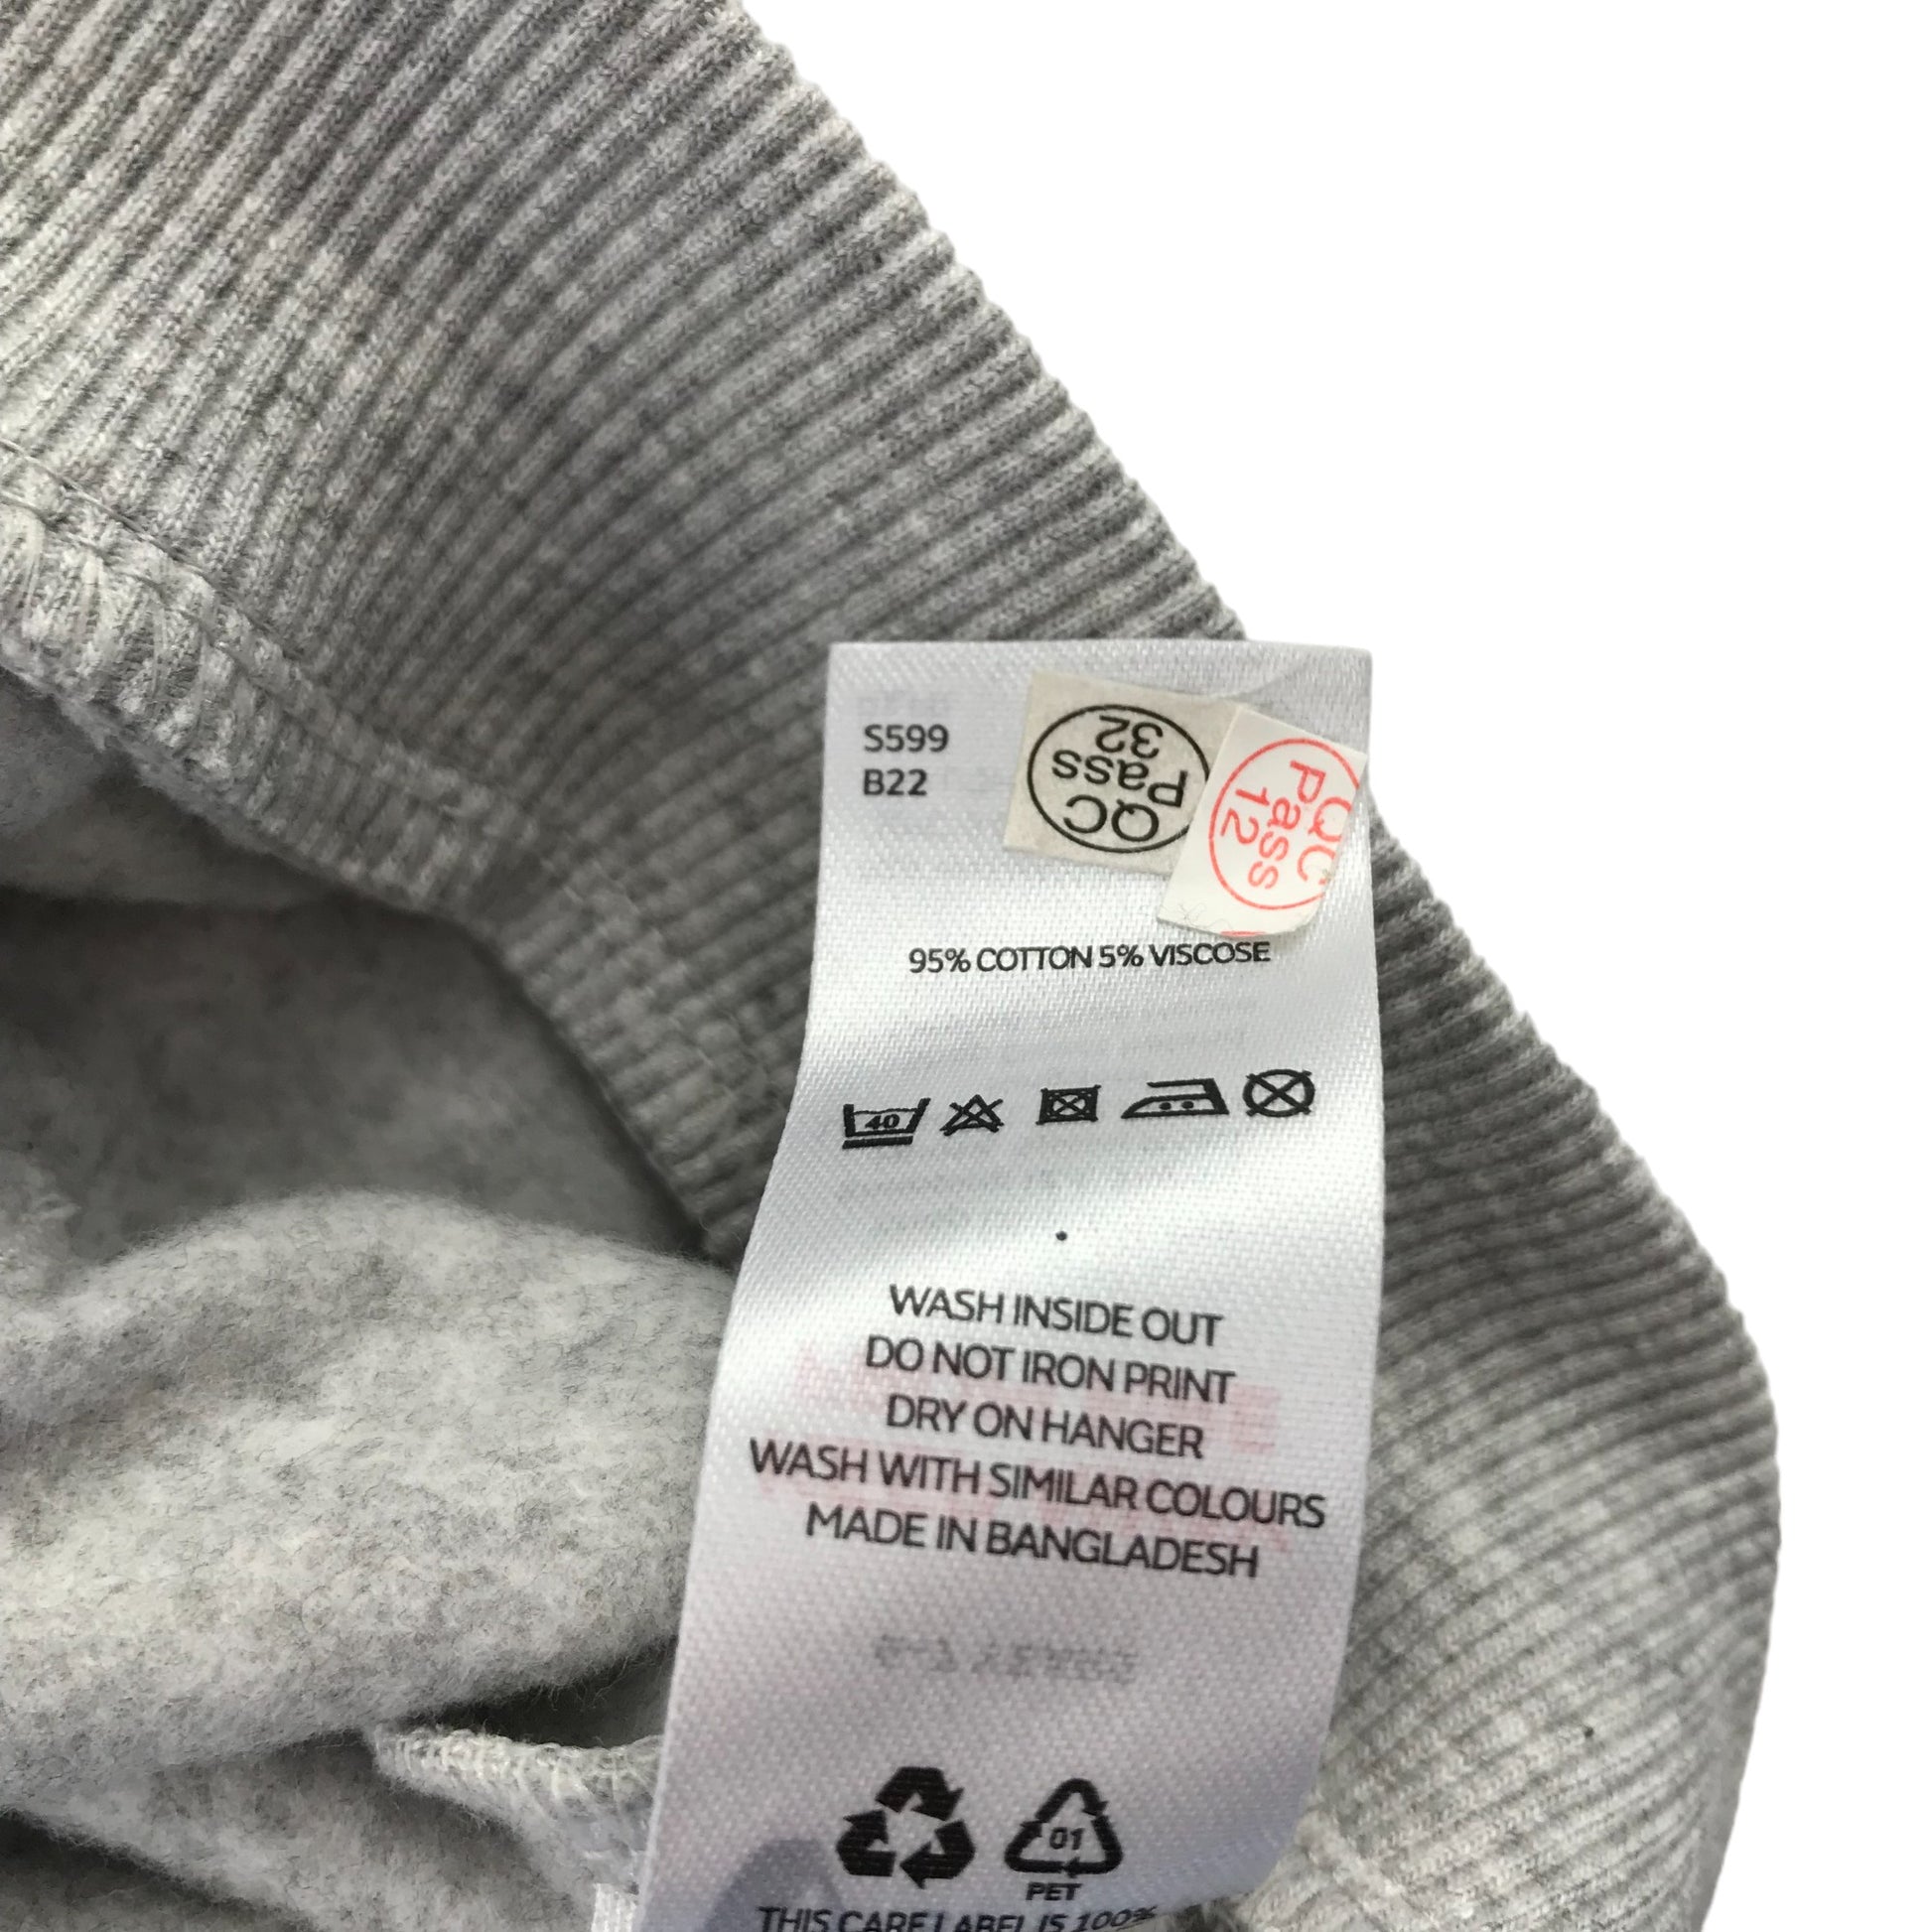 S599
B22
QC
Pass
32
QC
Pass
12
95% COTTON 5% VISCOSE
40
WASH INSIDE OUT
DO NOT IRON PRINT
DRY ON HANGER
WASH WITH SIMILAR COLOURS
MADE IN BANGLADESH
01
PET
THIS CARE LABEL IS 100%